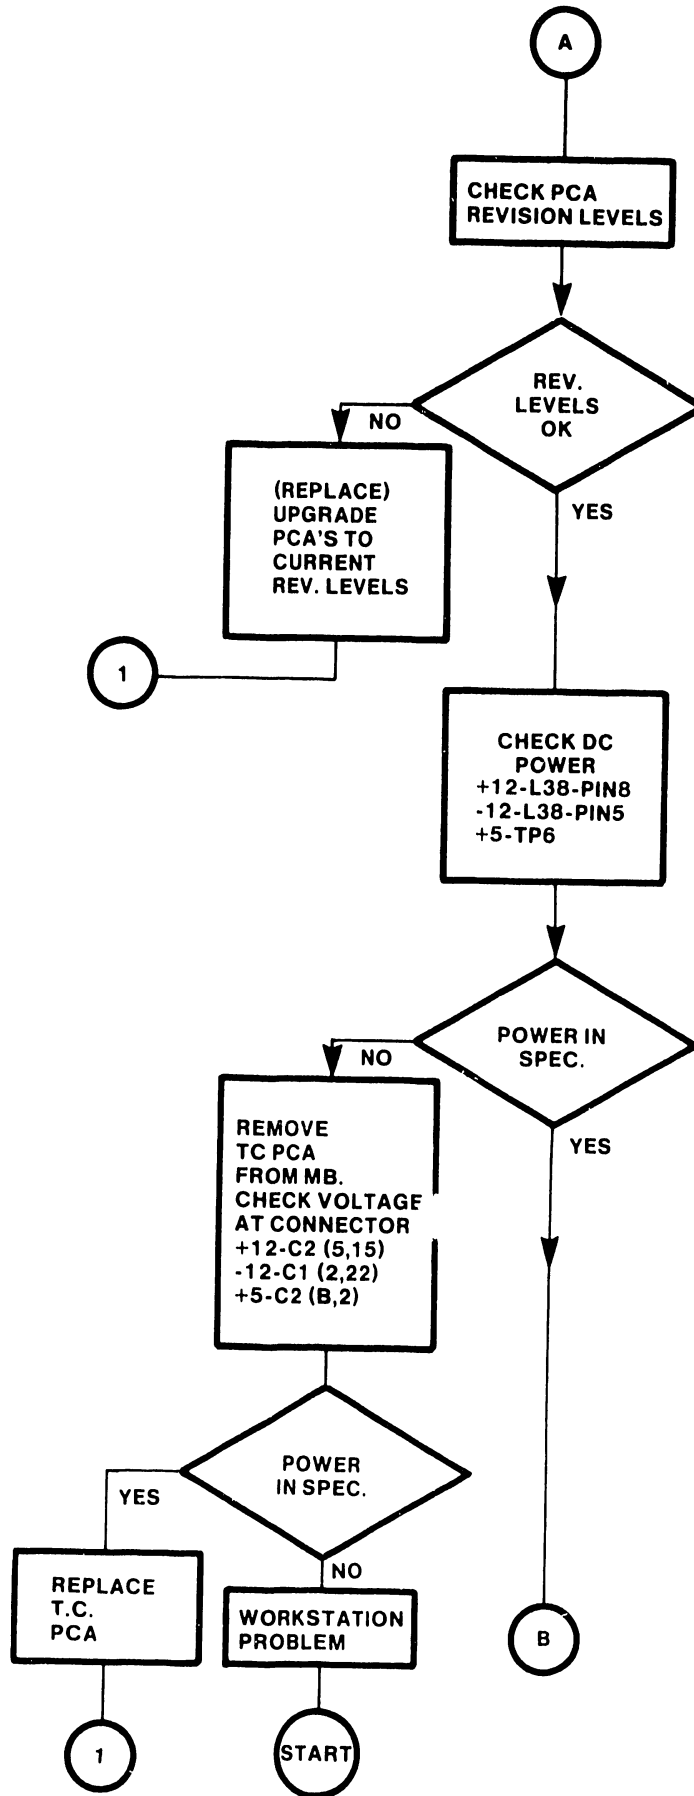 A
CHECK PCA
REVISION LEVELS
REV.
LEVELS
OK
NO
YES
(REPLACE)
UPGRADE
PCA'S TO
CURRENT
REV. LEVELS
1
CHECK DC
POWER
+12-L38-PIN8
-12-L38-PIN5
+5-TP6
POWER IN
SPEC.
NO
YES
REMOVE
TC PCA
FROM MB.
CHECK VOLTAGE
AT CONNECTOR
+12-C2 (5,15)
-12-C1 (2,22)
+5-C2 (B,2)
POWER
IN SPEC.
YES
NO
REPLACE
T.C.
PCA
WORKSTATION
PROBLEM
B
1
START